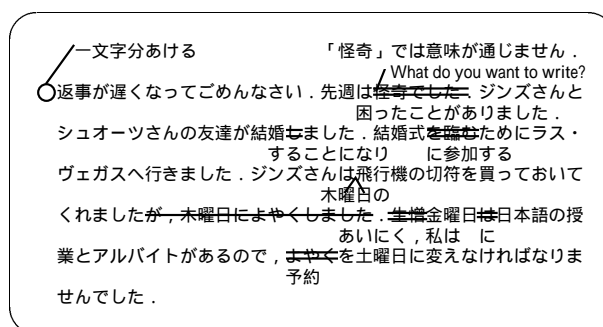 一文字分あける 「怪奇」では意味が通じません．
What do you want to write?
返事が遅くなってごめんなさい．先週は怪奇でした．ジンズさんと
困ったことがありました．
シュオーツさんの友達が結婚しました．結婚式を臨むためにラス・
することになり に参加する
ヴェガスへ行きました．ジンズさんは飛行機の切符を買っておいて
木曜日の
くれましたが，木曜日によやくしました．生憎金曜日は日本語の授
あいにく，私は に
業とアルバイトがあるので，よやくを土曜日に変えなければなりま
予約
せんでした．